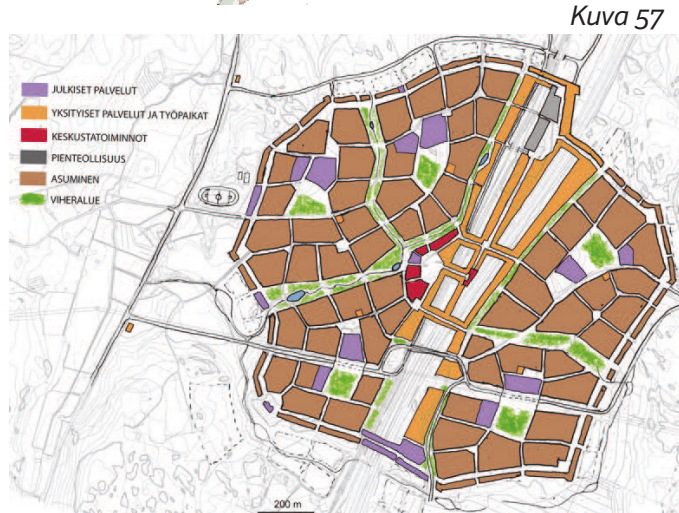 Kuva 57
JULKISET PALVELUT
YKSITYISET PALVELUT JA TYÖPAIKAT
KESKUSTATOIMINNOT
PIENTEOLLISUUS
ASUMINEN
VIHERALUE
200 m